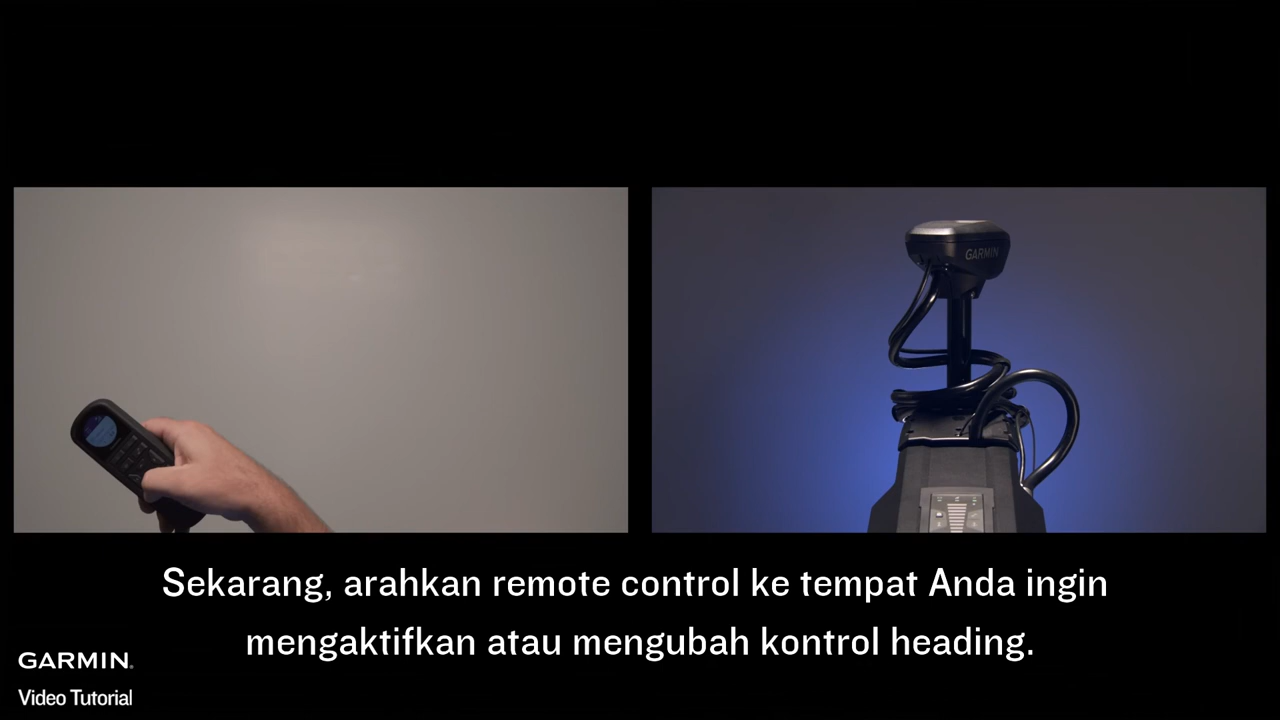 GARMIN
Sekarang, arahkan remote control ke tempat Anda ingin
mengaktifkan atau mengubah kontrol heading.
GARMIN.
Video Tutorial